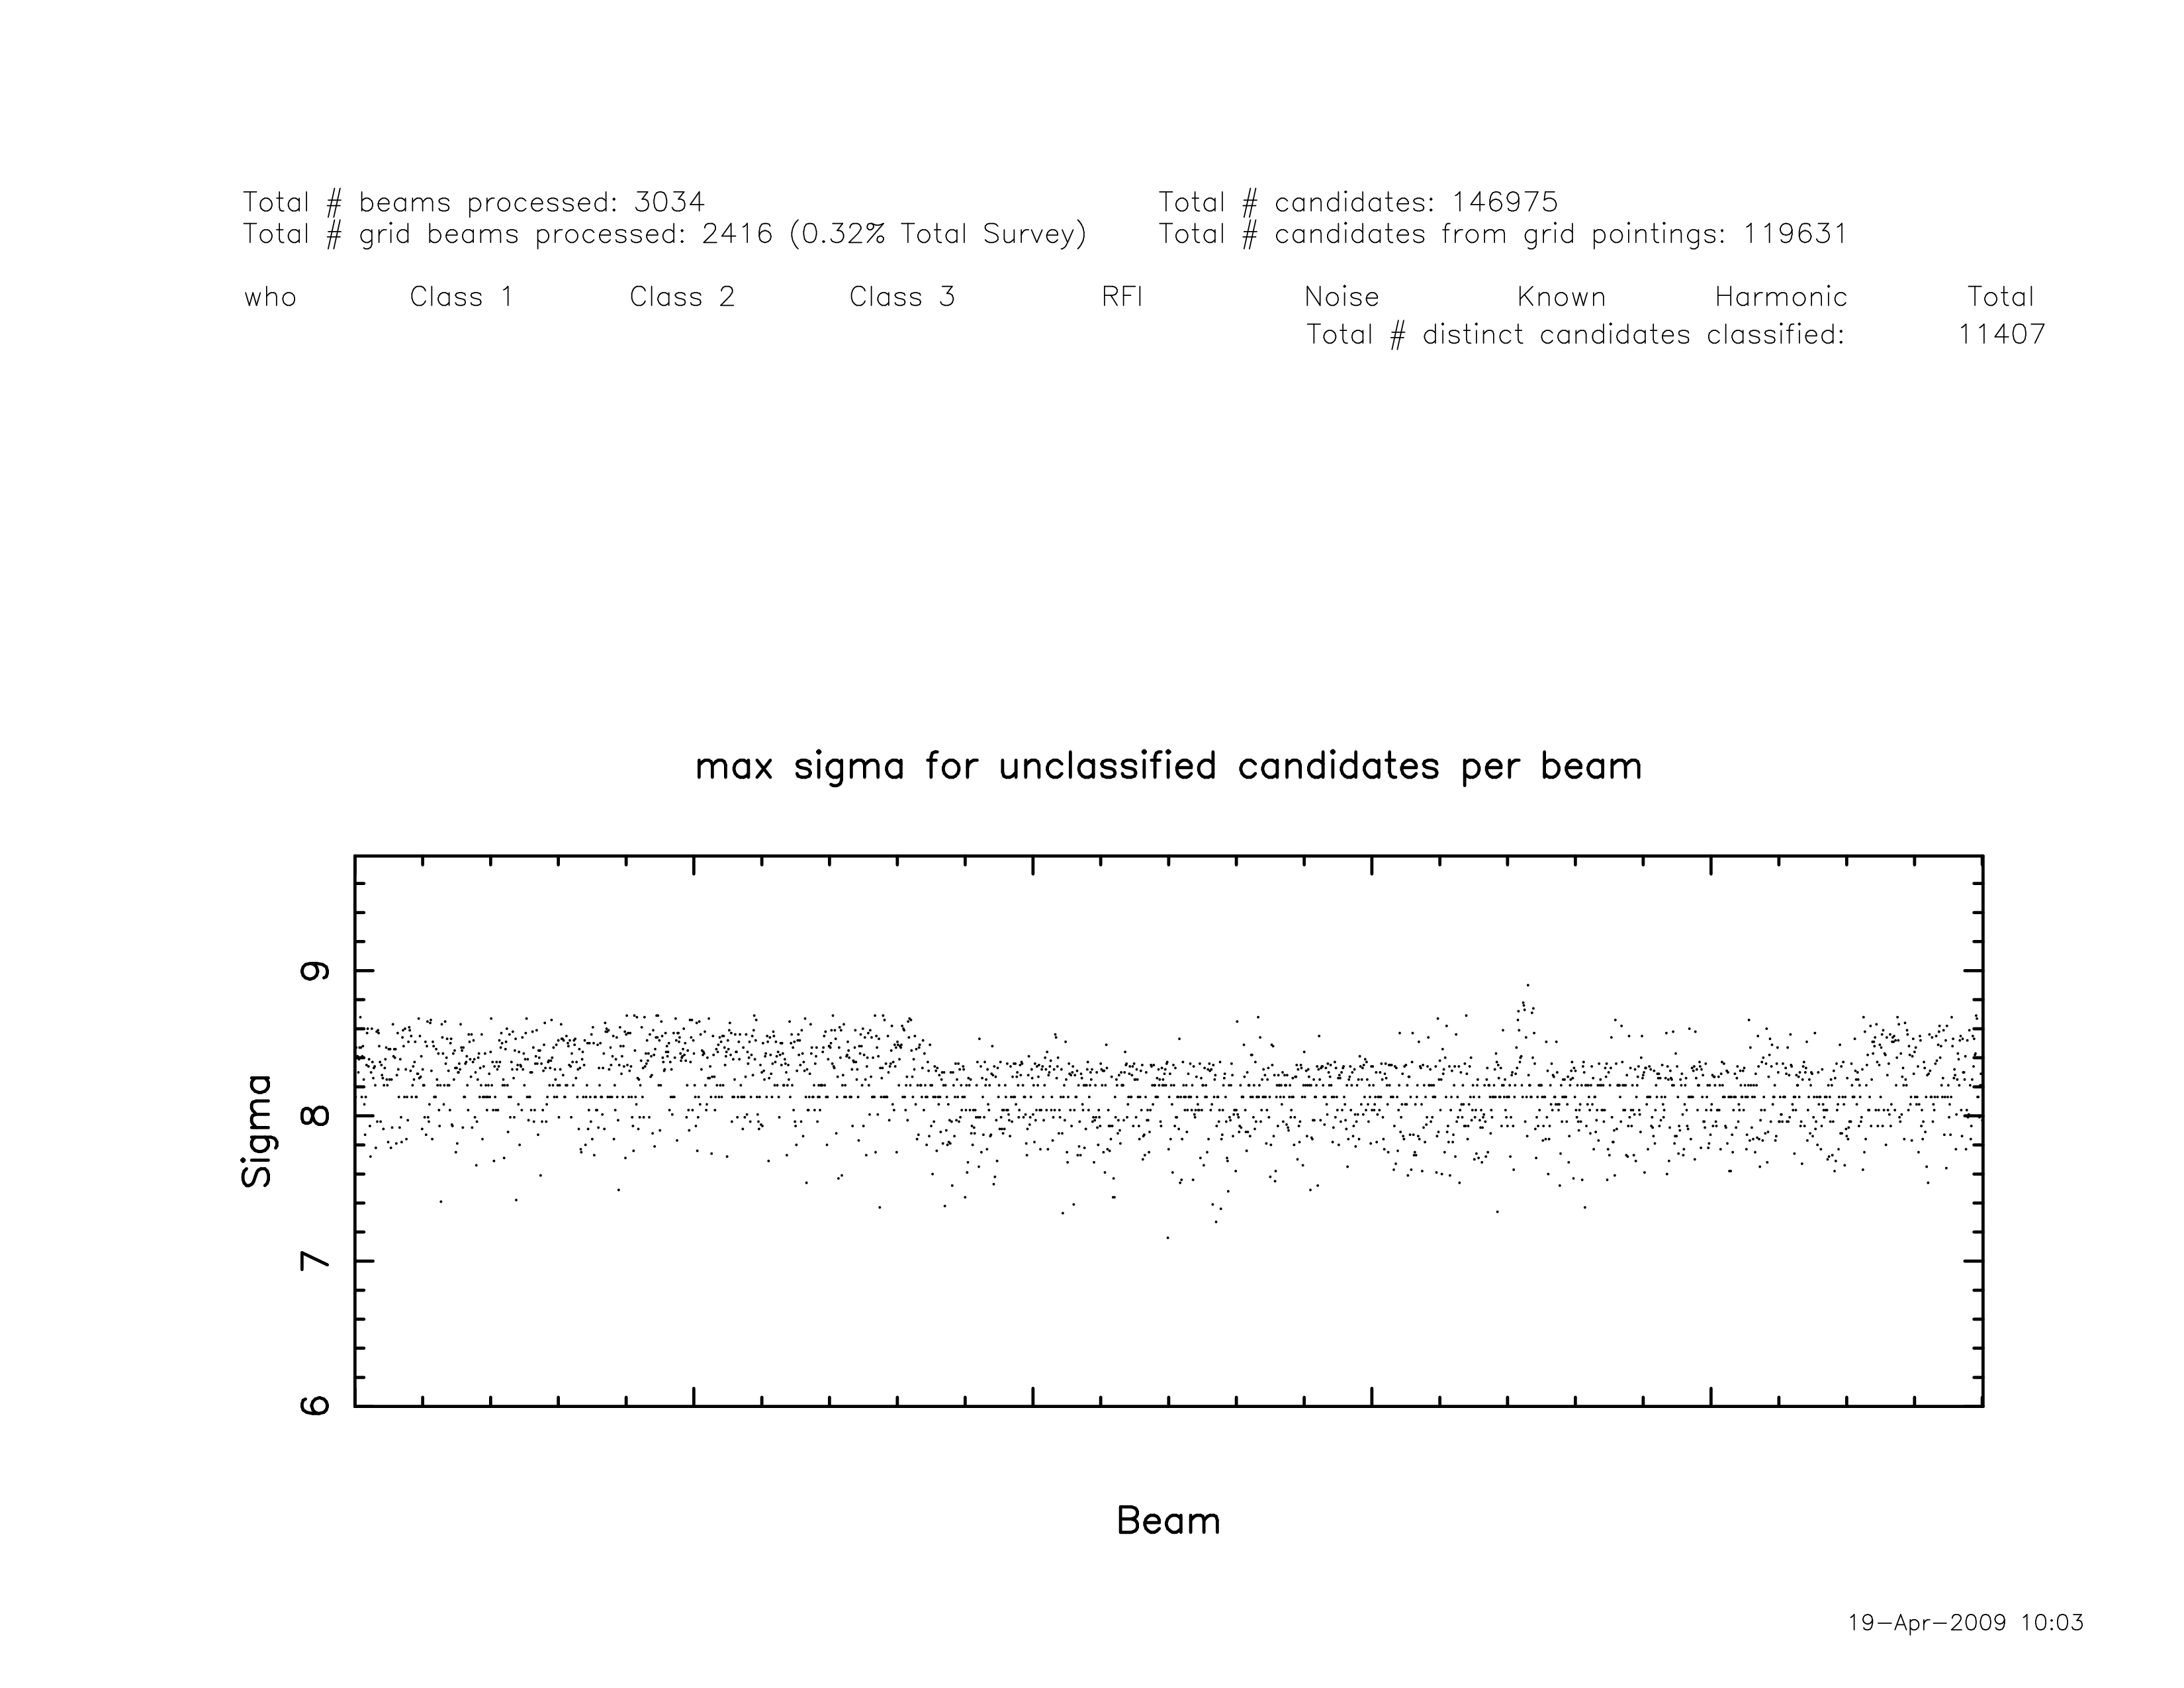 Total # beams processed: 3034 Total # candidates: 146975
Total # grid beams processed: 2416 (0.32% Total Survey) Total # candidates from grid pointings: 119631
who Class 1 Class 2 Class 3 RFI Noise Known Harmonic Total
Total # distinct candidates classified: 11407
max sigma for unclassified candidates per beam
9
8
7
6
Sigma
Beam
19-Apr-2009 10:03